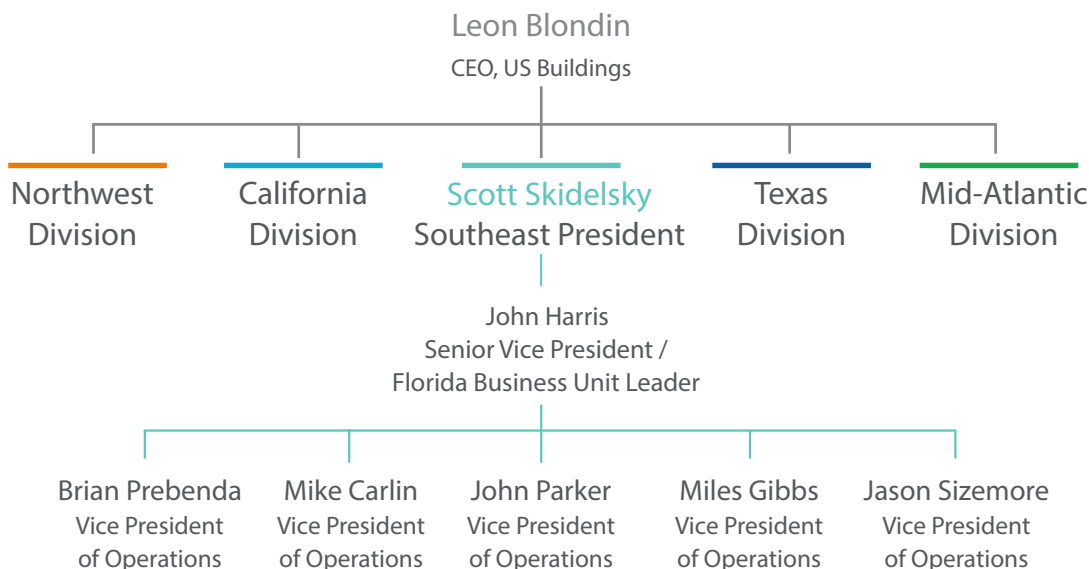 Leon Blondin
CEO, US Buildings
Northwest
Division
California
Division
Scott Skidelsky
Southeast President
Texas
Division
Mid-Atlantic
Division
John Harris
Senior Vice President /
Florida Business Unit Leader
Brian Prebenda
Vice President
of Operations
Mike Carlin
Vice President
of Operations
John Parker
Vice President
of Operations
Miles Gibbs
Vice President
of Operations
Jason Sizemore
Vice President
of Operations